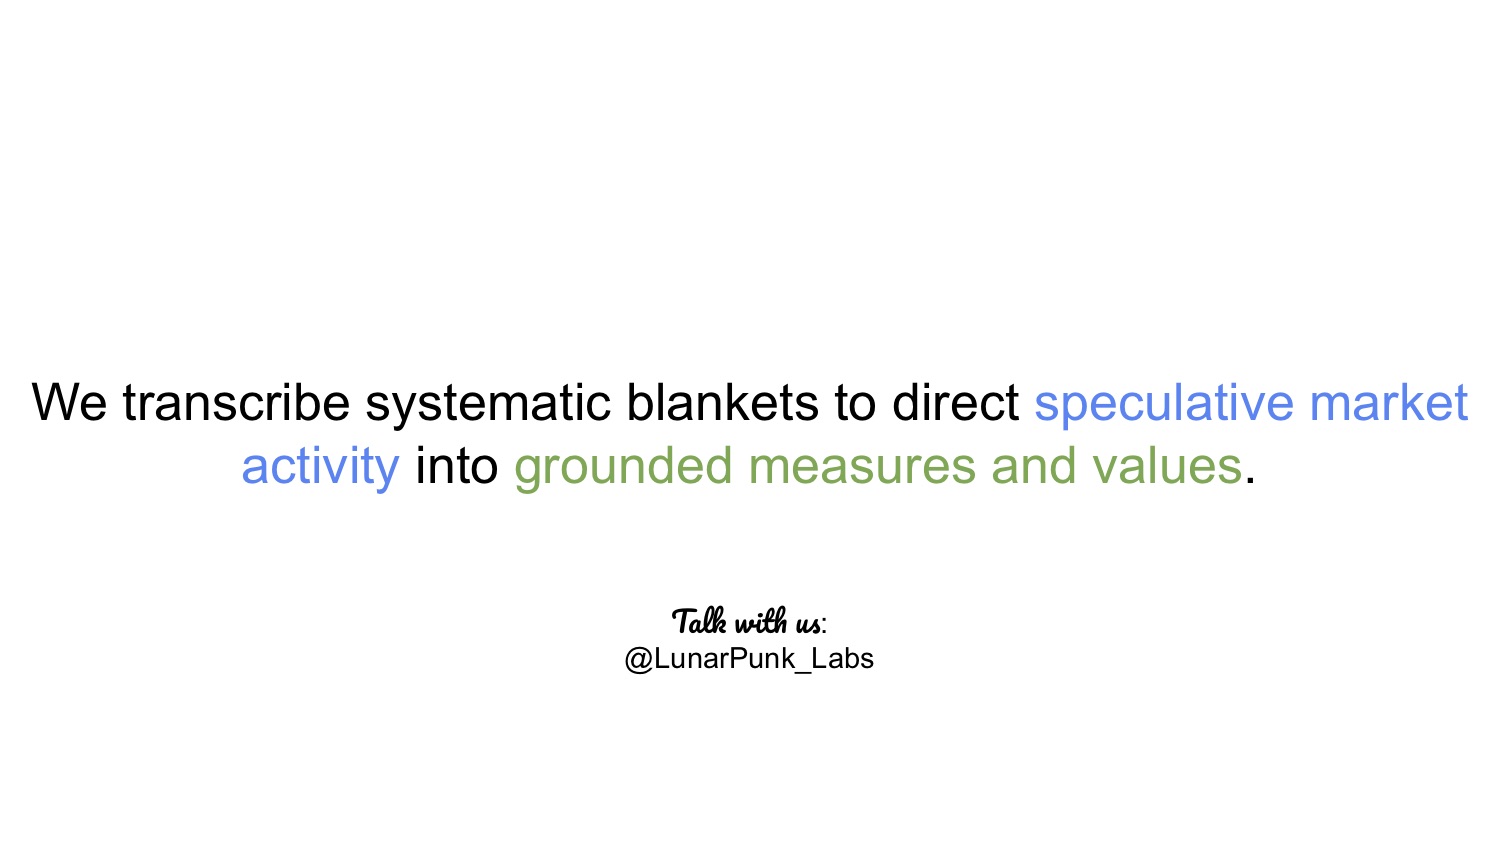 We transcribe systematic blankets to direct speculative market
activity into grounded measures and values.
Talk with us:
@LunarPunk_Labs